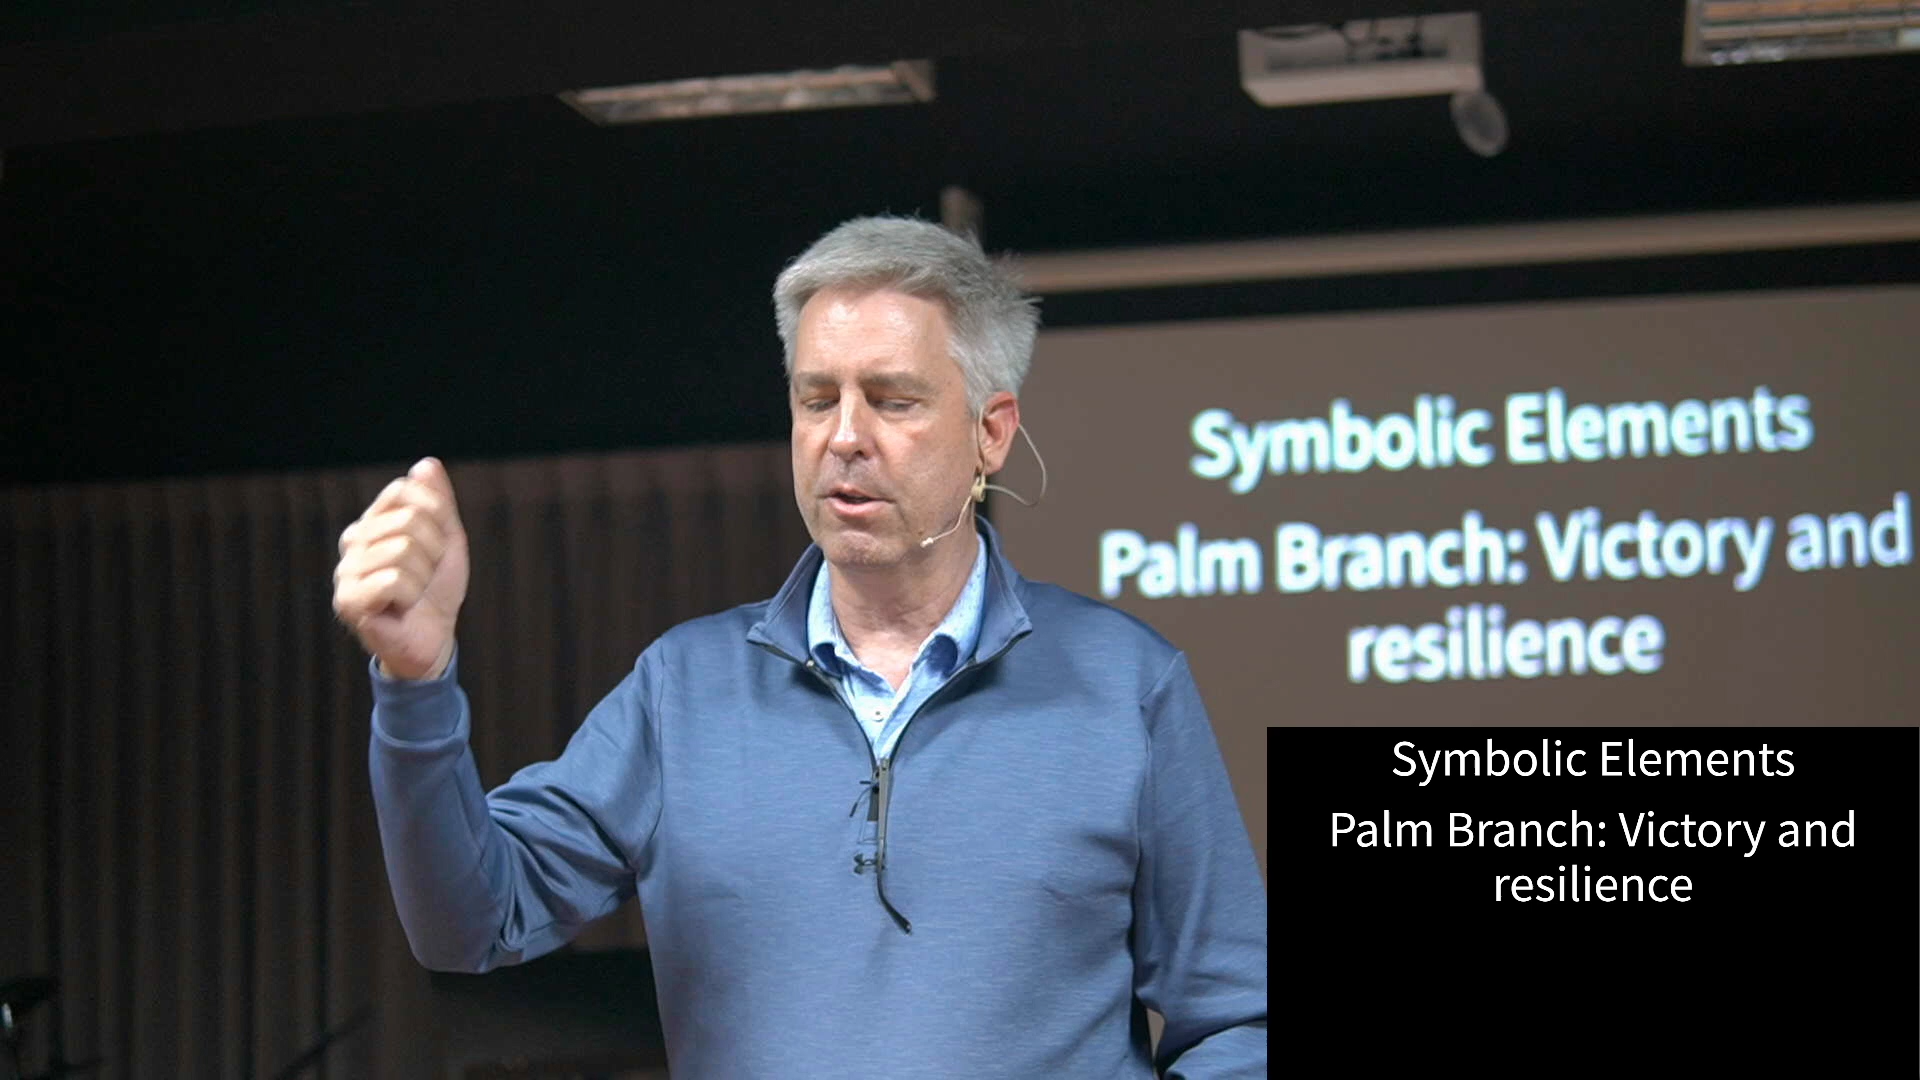 Symbolic Elements
Palm Branch: Victory and
resilience
Symbolic Elements
Palm Branch: Victory and
resilience